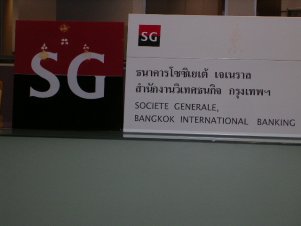 SG
SG
ธนาคารโซซิเยเต้ เจเนราล
สำนักงานวิเทศธนกิจ กรุงเทพฯ
SOCIETE GENERALE,
BANGKOK INTERNATIONAL BANKING